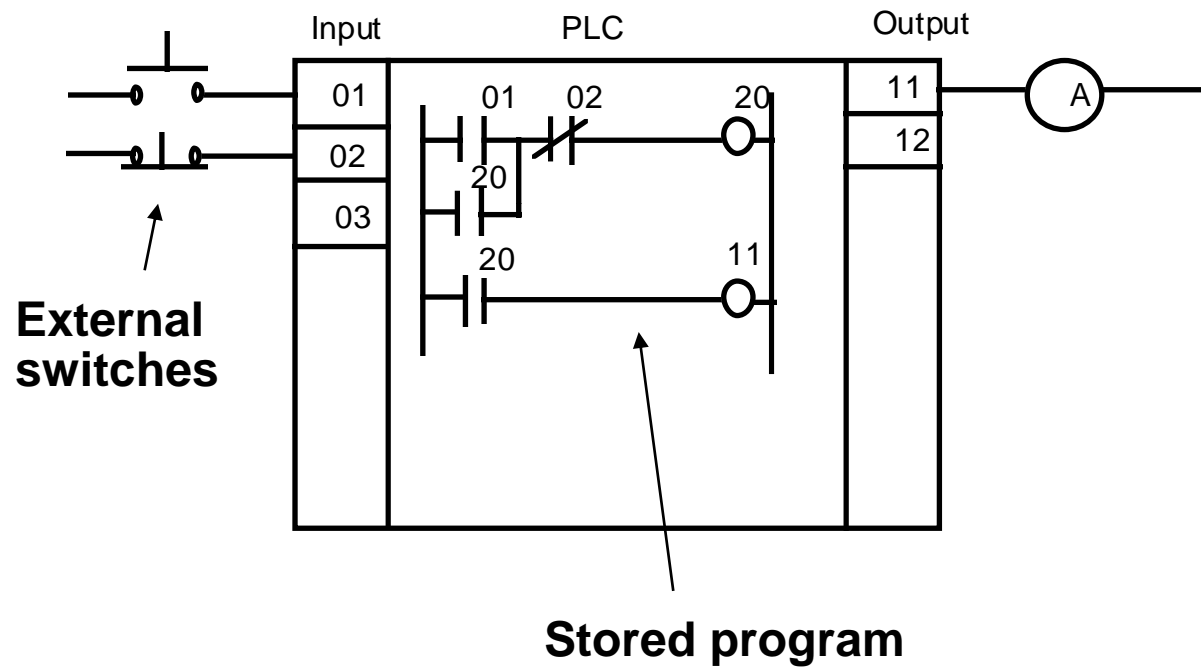 Input PLC Output
01 11 A
01 02 20
02 12
20
03
20 11
External
switches
Stored program